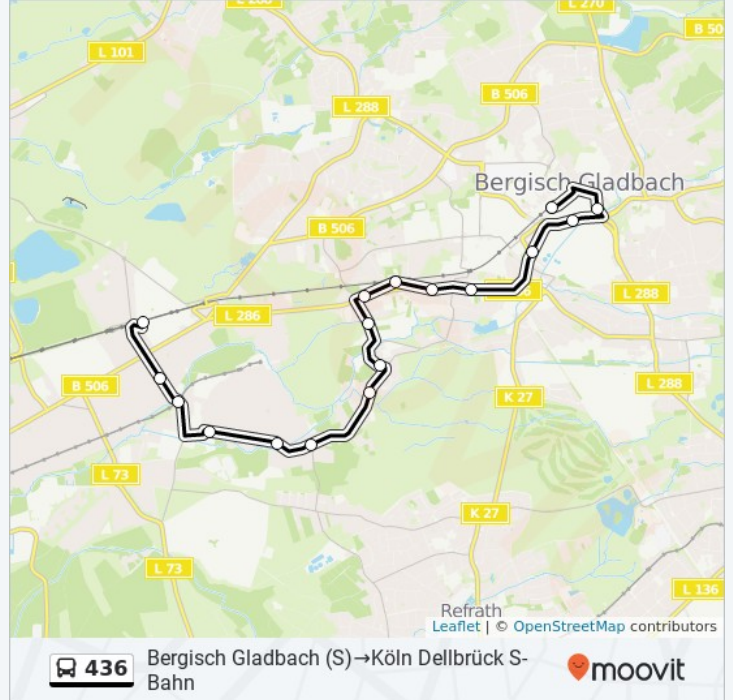 L 270
L 101
B 50
B 506
L 288
Bergisch Gladbach
B 506
L 288
L 286
B 506
L 288
K 27
L 73
K 27
L 73
L 136
Refrath
Leaflet | © OpenStreetMap contributors
436
Bergisch Gladbach (S)→Köln Dellbrück S-
Bahn
moovit